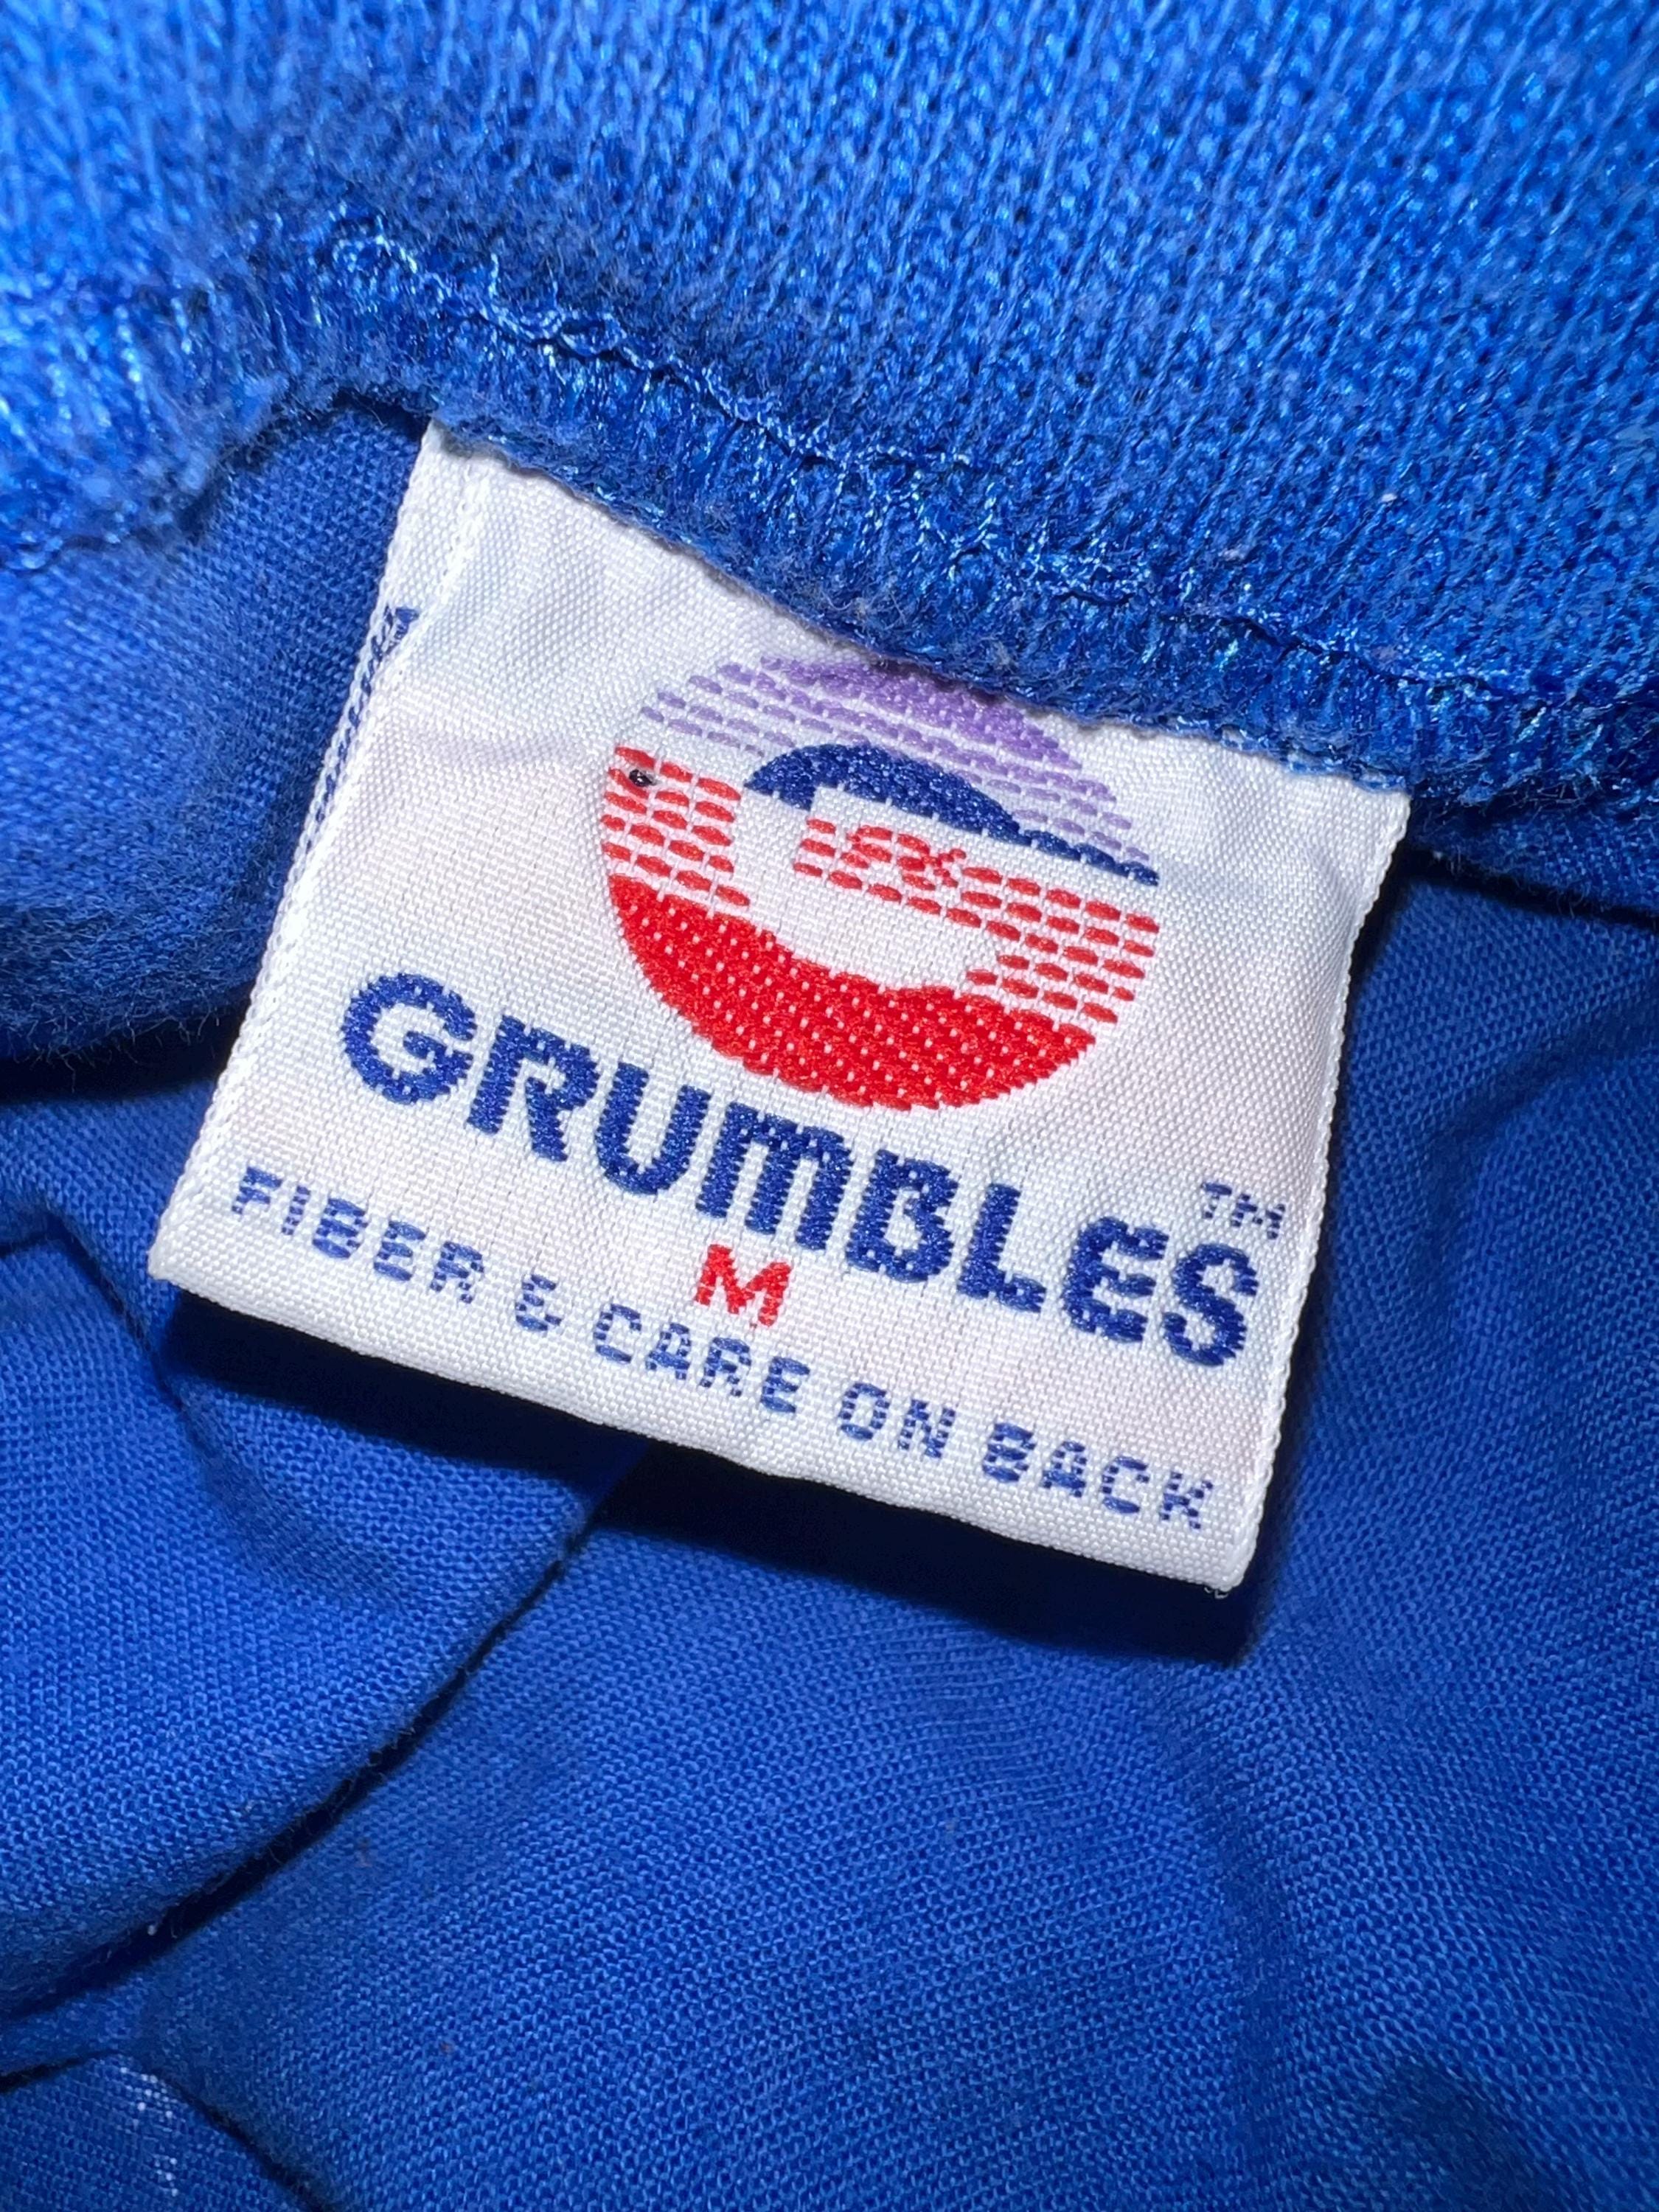 GRUMBLES™
M
FIBER & CARE ON BACK